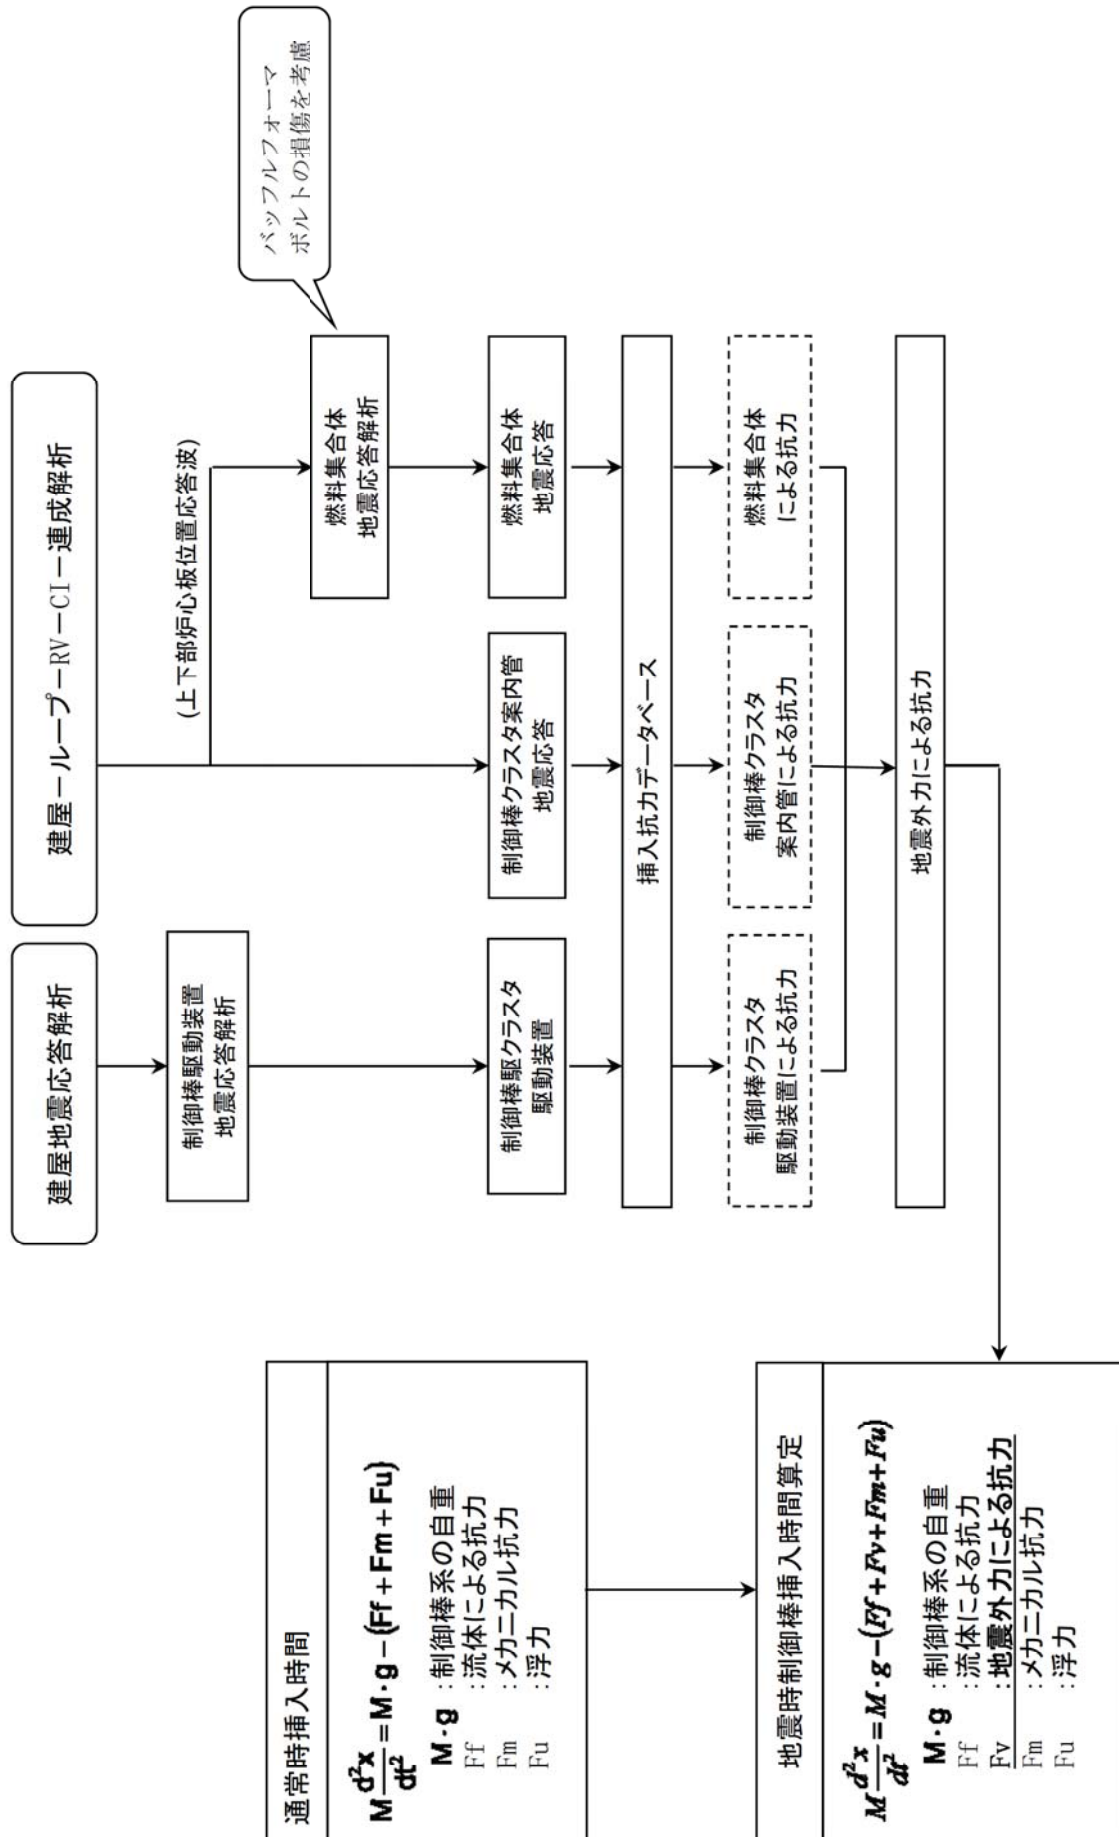 通常時挿入時間
M d²x/dt² = M・g − (Ff + Fm + Fu)
M・g :制御棒系の自重
Ff :流体による抗力
Fm :メカニカル抗力
Fu :浮力
地震時制御棒挿入時間算定
M d²x/dt² = M・g − (Ff + Fv + Fm + Fu)
M・g :制御棒系の自重
Ff :流体による抗力
Fv :地震外力による抗力
Fm :メカニカル抗力
Fu :浮力
建屋地震応答解析
建屋－ループ－RV－CI－連成解析
制御棒駆動装置
地震応答解析
(上下部炉心板位置応答波)
燃料集合体
地震応答解析
バッフルフォーマ
ボルトの損傷を考慮
制御棒駆クラスタ
駆動装置
制御棒クラスタ案内管
地震応答
燃料集合体
地震応答
挿入抗力データベース
制御棒クラスタ
駆動装置による抗力
制御棒クラスタ
案内管による抗力
燃料集合体
による抗力
地震外力による抗力